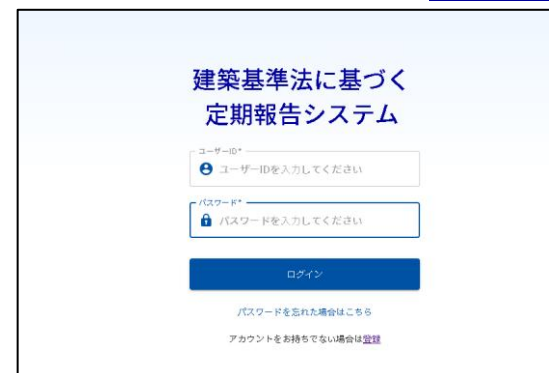 建築基準法に基づく
定期報告システム
ユーザーID*
ユーザーIDを入力してください
パスワード*
パスワードを入力してください
ログイン
パスワードを忘れた場合はこちら
アカウントをお持ちでない場合は登録